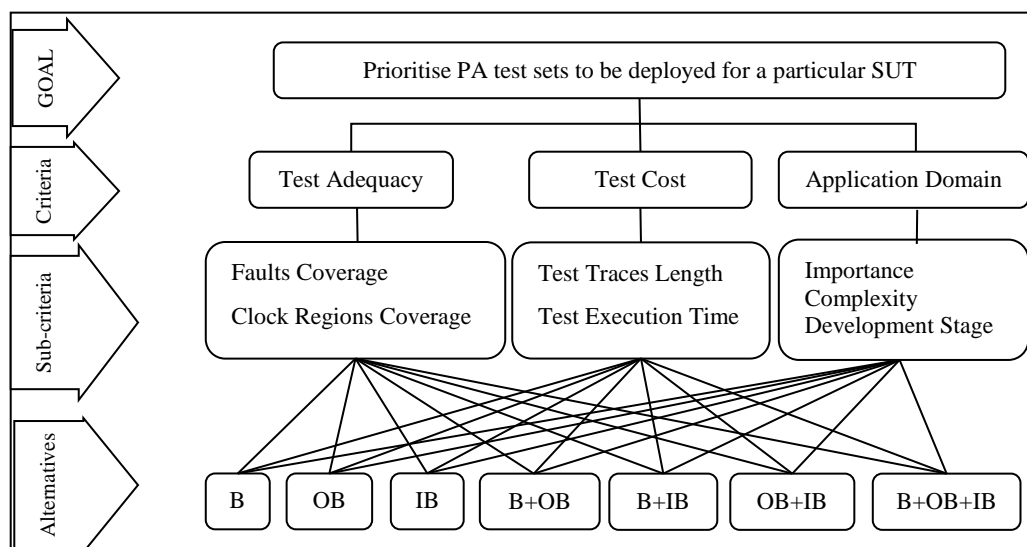 GOAL
Prioritise PA test sets to be deployed for a particular SUT
Criteria
Test Adequacy
Test Cost
Application Domain
Sub-criteria
Faults Coverage
Clock Regions Coverage
Test Traces Length
Test Execution Time
Importance
Complexity
Development Stage
Alternatives
B
OB
IB
B+OB
B+IB
OB+IB
B+OB+IB